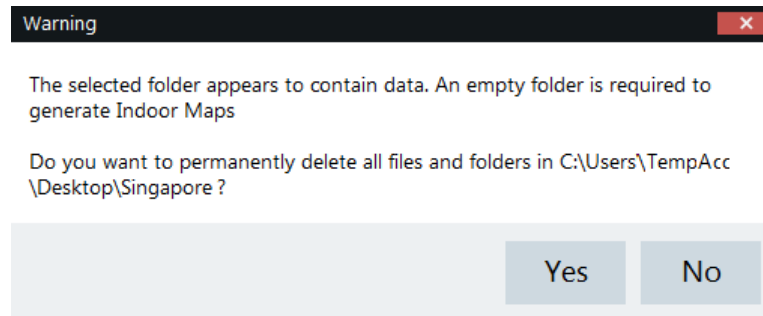 Warning
The selected folder appears to contain data. An empty folder is required to
generate Indoor Maps
Do you want to permanently delete all files and folders in C:\Users\TempAcc
\Desktop\Singapore ?
Yes No